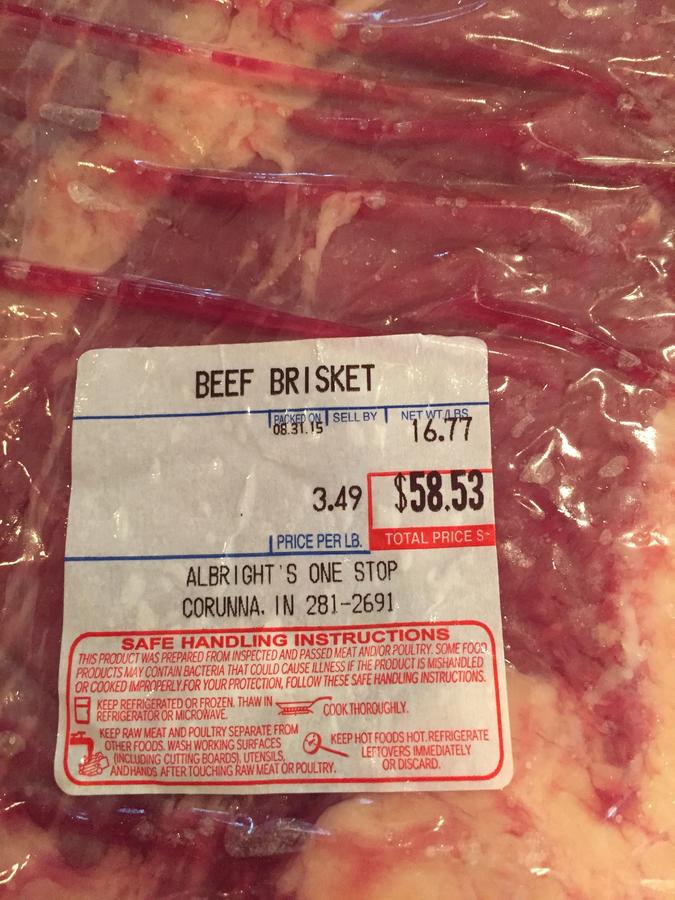 BEEF BRISKET
PACKED ON SELL BY NET WT/LBS
08.31.15 16.77
3.49 $58.53
PRICE PER LB. TOTAL PRICE S-
ALBRIGHT'S ONE STOP
CORUNNA. IN 281-2691
SAFE HANDLING INSTRUCTIONS
THIS PRODUCT WAS PREPARED FROM INSPECTED AND PASSED MEAT AND/OR POULTRY. SOME FOOD
PRODUCTS MAY CONTAIN BACTERIA THAT COULD CAUSE ILLNESS IF THE PRODUCT IS MISHANDLED
OR COOKED IMPROPERLY. FOR YOUR PROTECTION, FOLLOW THESE SAFE HANDLING INSTRUCTIONS.
KEEP REFRIGERATED OR FROZEN. THAW IN
REFRIGERATOR OR MICROWAVE.
COOK THOROUGHLY.
KEEP RAW MEAT AND POULTRY SEPARATE FROM
OTHER FOODS. WASH WORKING SURFACES
(INCLUDING CUTTING BOARDS), UTENSILS,
AND HANDS AFTER TOUCHING RAW MEAT OR POULTRY.
KEEP HOT FOODS HOT. REFRIGERATE
LEFTOVERS IMMEDIATELY
OR DISCARD.